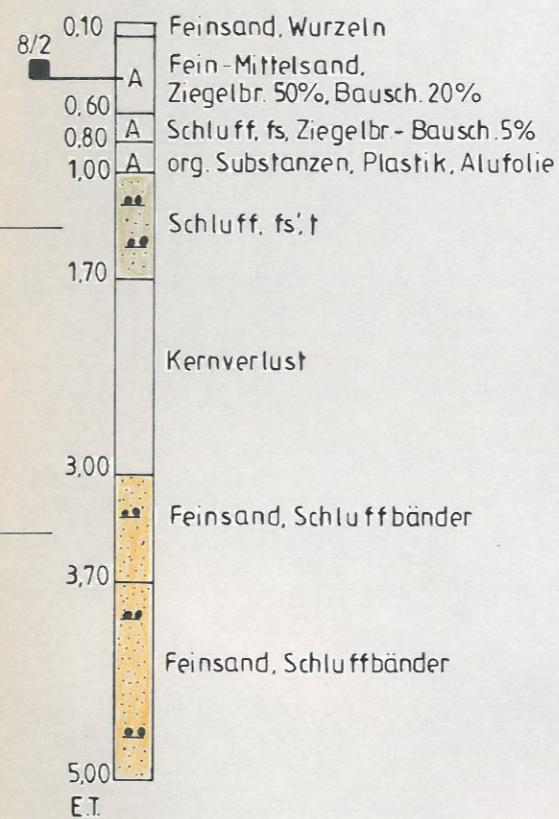 0,10 Feinsand, Wurzeln
8/2
A Fein-Mittelsand,
Ziegelbr. 50%, Bausch. 20%
0,60
A Schluff, fs, Ziegelbr.- Bausch. 5%
0,80
A org. Substanzen, Plastik, Alufolie
1,00
Schluff, fs', t
1,70
Kernverlust
3,00
Feinsand, Schluffbänder
3,70
Feinsand, Schluffbänder
5,00
E.T.